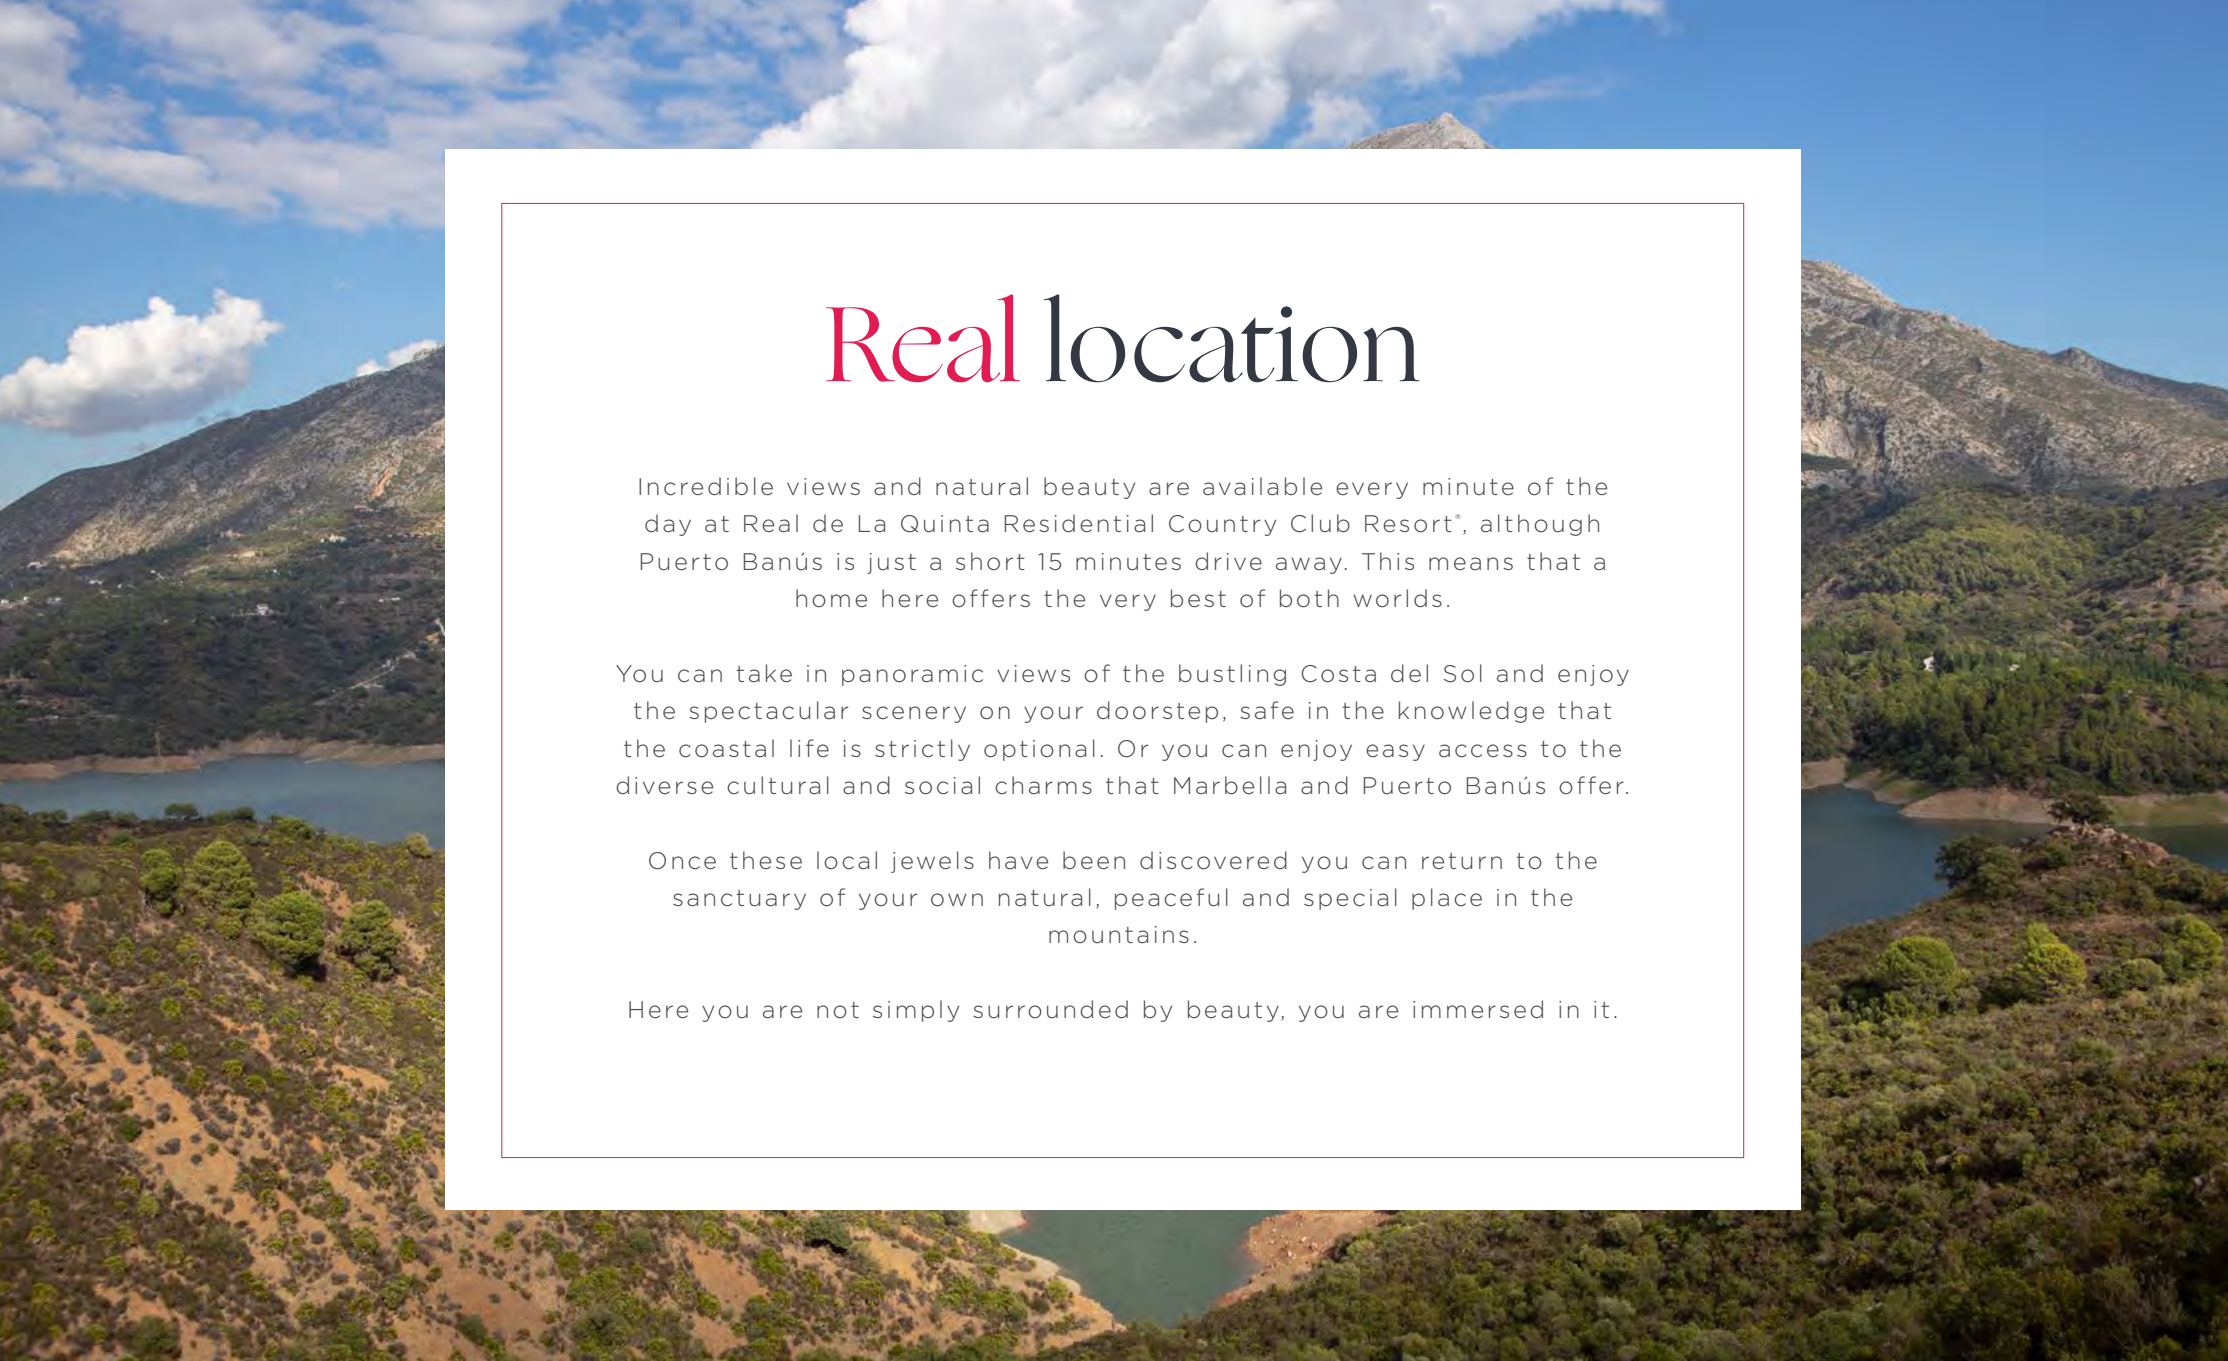 Real location
Incredible views and natural beauty are available every minute of the
day at Real de La Quinta Residential Country Club Resort®, although
Puerto Banús is just a short 15 minutes drive away. This means that a
home here offers the very best of both worlds.
You can take in panoramic views of the bustling Costa del Sol and enjoy
the spectacular scenery on your doorstep, safe in the knowledge that
the coastal life is strictly optional. Or you can enjoy easy access to the
diverse cultural and social charms that Marbella and Puerto Banús offer.
Once these local jewels have been discovered you can return to the
sanctuary of your own natural, peaceful and special place in the
mountains.
Here you are not simply surrounded by beauty, you are immersed in it.